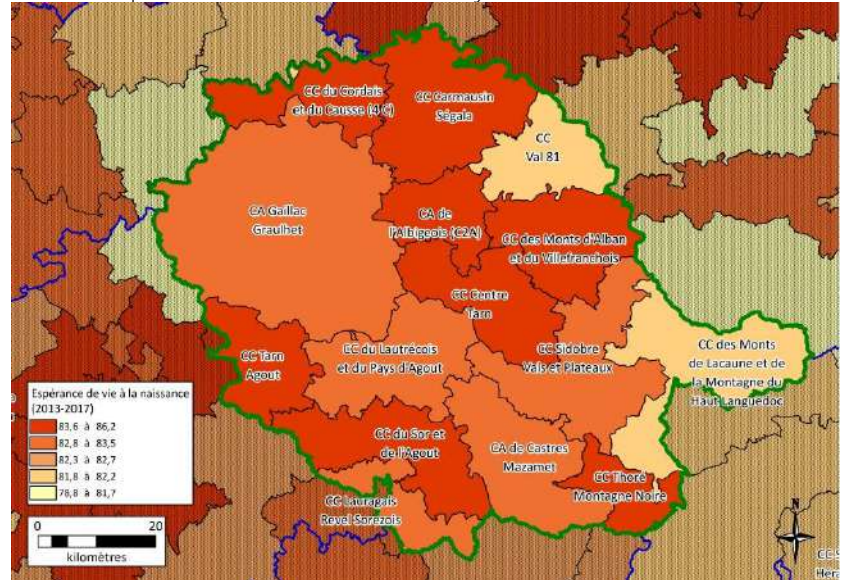 CC du Cordais
et du Causse (4 C)
CC Carmausin
Ségala
CC
Val 81
CA Gaillac
Graulhet
CA de
l'Albigeois (C2A)
CC des Monts d'Alban
et du Villefranchois
CC Centre
Tarn
CC Tarn
Agout
CC du Lautrécois
et du Pays d'Agout
CC Sidobre
Vals et Plateaux
CC des Monts
de Lacaune et de
la Montagne du
Haut Languedoc
CC du Sor et
de l'Agout
CA de Castres
Mazamet
CC Thoré
Montagne Noire
CC Lauragais
Revel Sorezois
Espérance de vie à la naissance
(2013-2017)
83,6 à 86,2
82,8 à 83,5
82,3 à 82,7
81,8 à 82,2
78,8 à 81,7
0 20
kilomètres
N